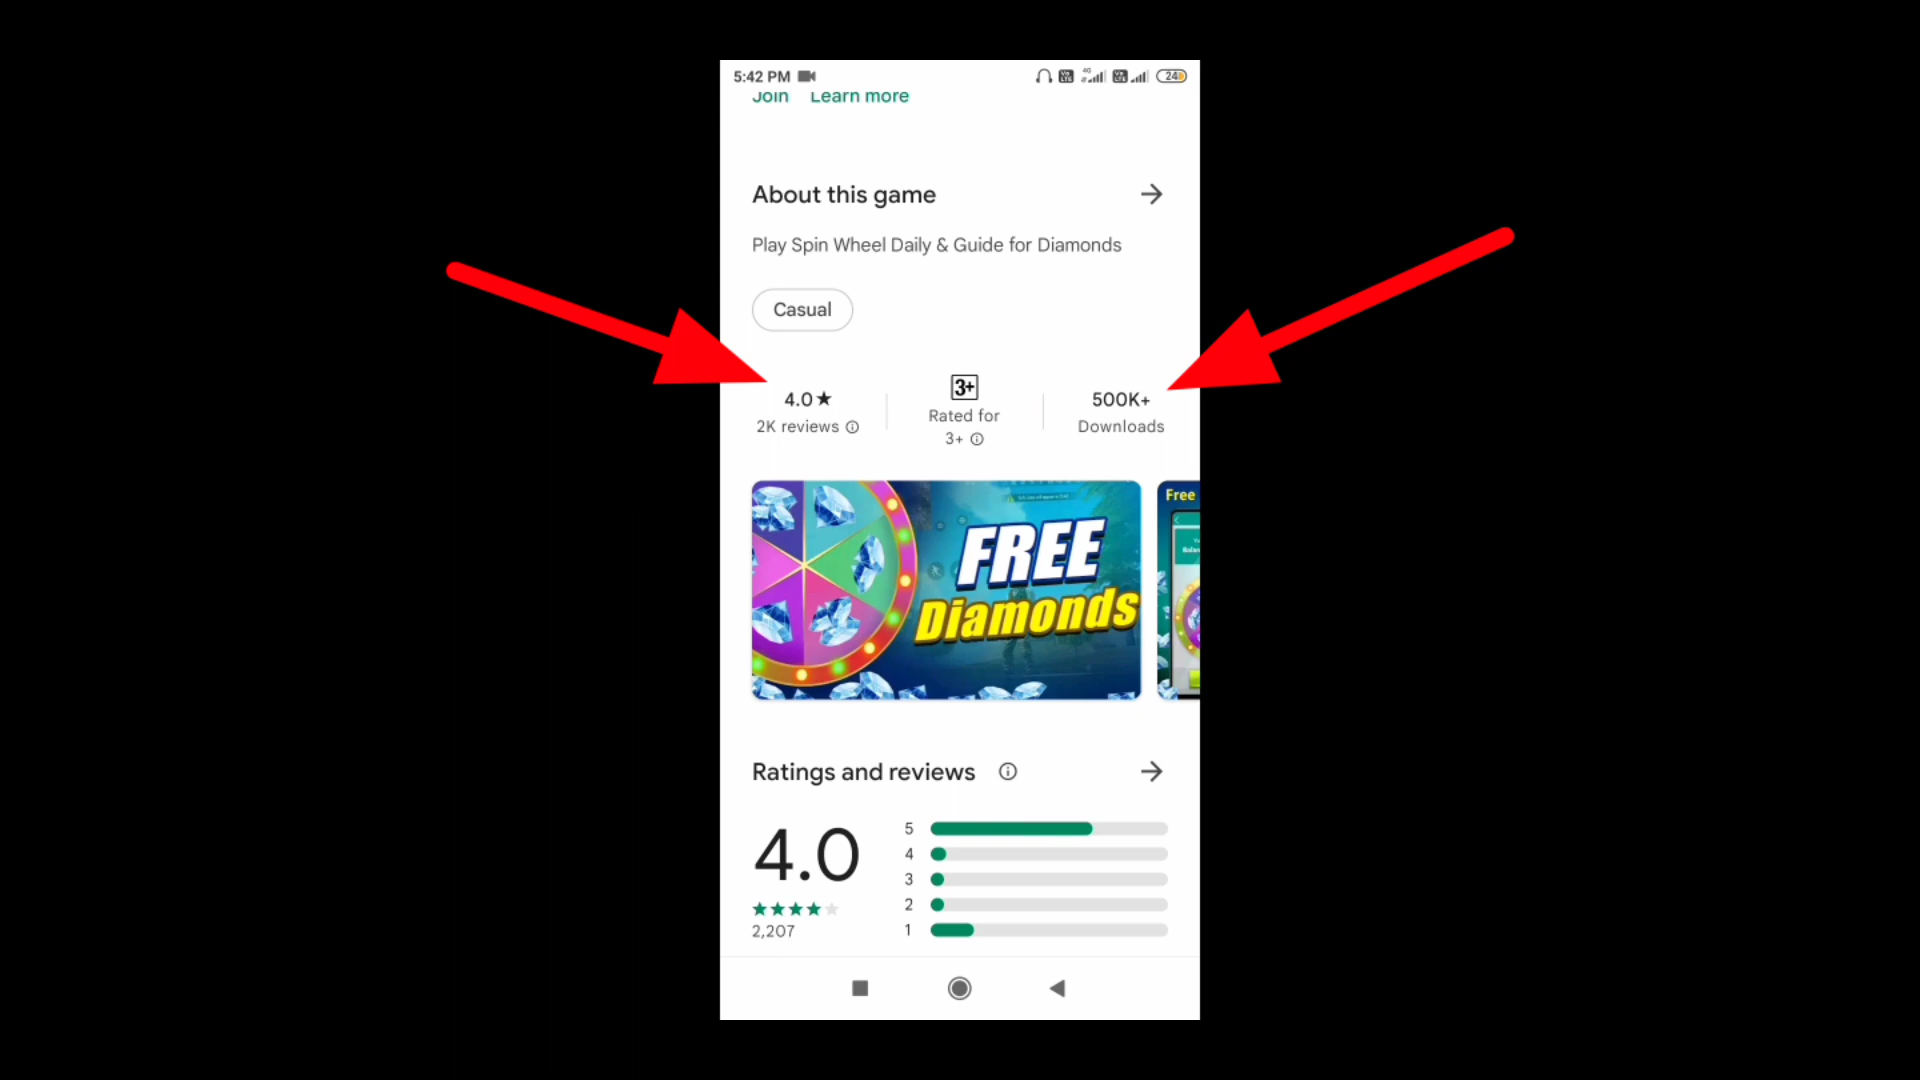 5:42 PM
4G
24
Join Learn more
About this game
Play Spin Wheel Daily & Guide for Diamonds
Casual
4.0★
2K reviews
3+
Rated for
3+
500K+
Downloads
FREE
Diamonds
Free
Ratings and reviews
4.0
2,207
5
4
3
2
1